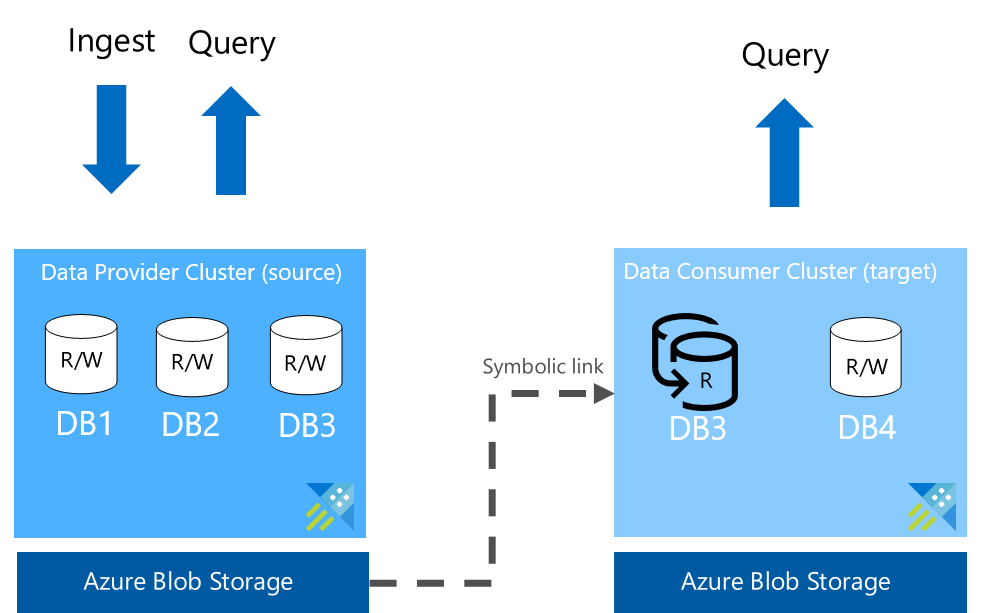 Ingest
Query
Query
Data Provider Cluster (source)
R/W
R/W
R/W
DB1
DB2
DB3
Symbolic link
Data Consumer Cluster (target)
R
R/W
DB3
DB4
Azure Blob Storage
Azure Blob Storage